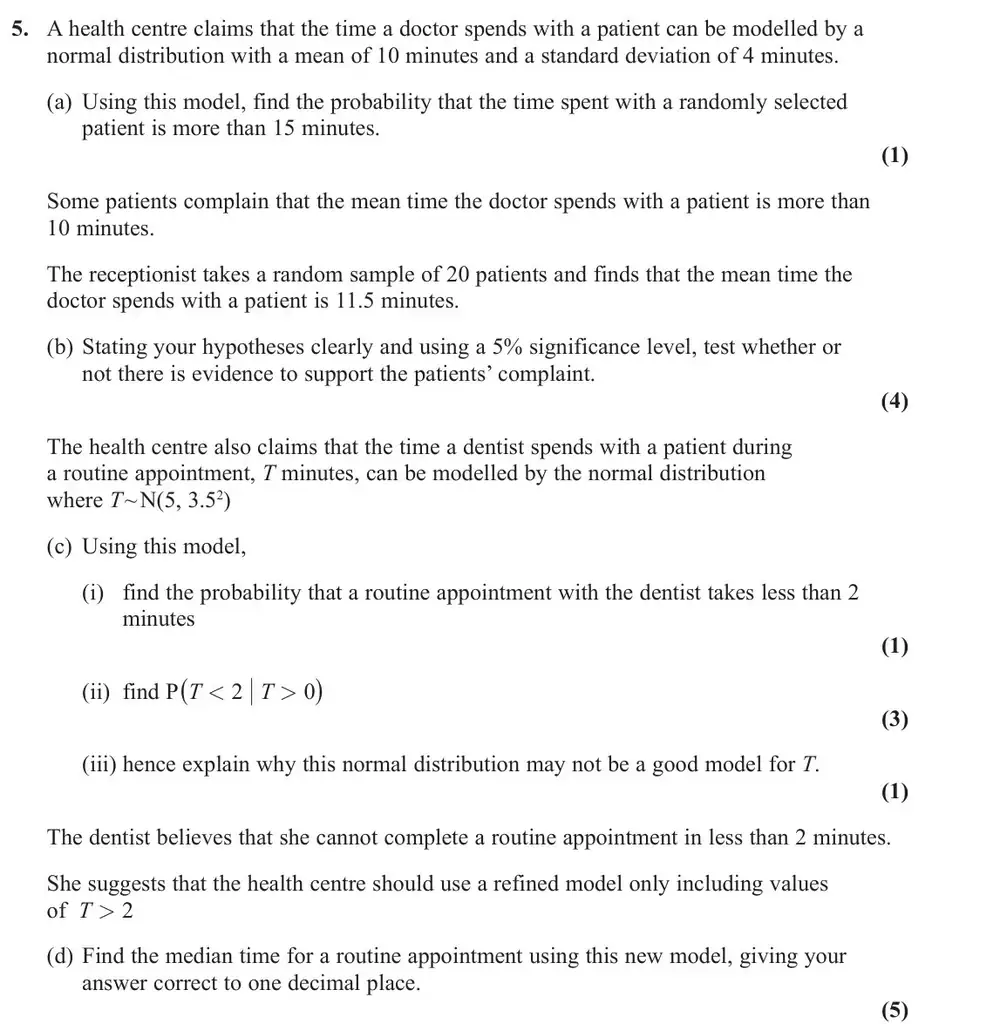 5. A health centre claims that the time a doctor spends with a patient can be modelled by a
normal distribution with a mean of 10 minutes and a standard deviation of 4 minutes.
(a) Using this model, find the probability that the time spent with a randomly selected
patient is more than 15 minutes.
(1)
Some patients complain that the mean time the doctor spends with a patient is more than
10 minutes.
The receptionist takes a random sample of 20 patients and finds that the mean time the
doctor spends with a patient is 11.5 minutes.
(b) Stating your hypotheses clearly and using a 5% significance level, test whether or
not there is evidence to support the patients’ complaint.
(4)
The health centre also claims that the time a dentist spends with a patient during
a routine appointment, T minutes, can be modelled by the normal distribution
where T~N(5, 3.5²)
(c) Using this model,
(i) find the probability that a routine appointment with the dentist takes less than 2
minutes
(1)
(ii) find P(T < 2 | T > 0)
(3)
(iii) hence explain why this normal distribution may not be a good model for T.
(1)
The dentist believes that she cannot complete a routine appointment in less than 2 minutes.
She suggests that the health centre should use a refined model only including values
of T > 2
(d) Find the median time for a routine appointment using this new model, giving your
answer correct to one decimal place.
(5)